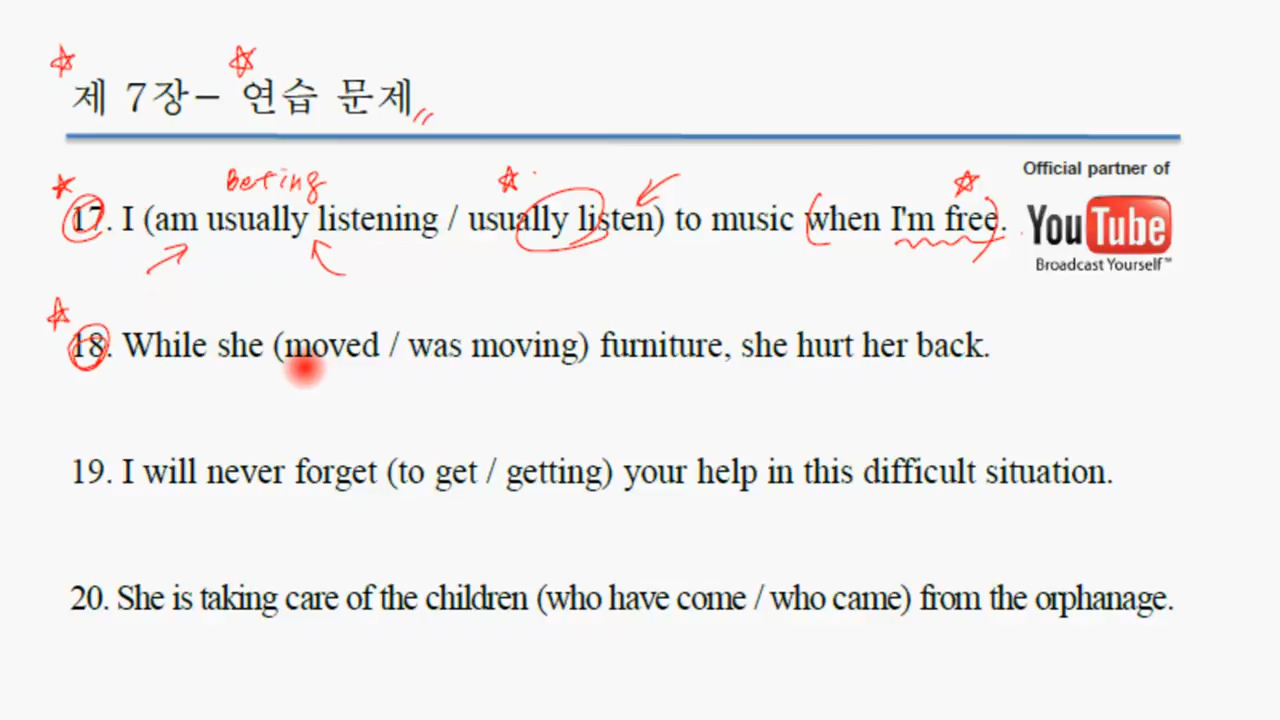 제 7장– 연습 문제
Official partner of
Be+ing
17. I (am usually listening / usually listen) to music when I'm free.
YouTube
Broadcast Yourself™
18. While she (moved / was moving) furniture, she hurt her back.
19. I will never forget (to get / getting) your help in this difficult situation.
20. She is taking care of the children (who have come / who came) from the orphanage.